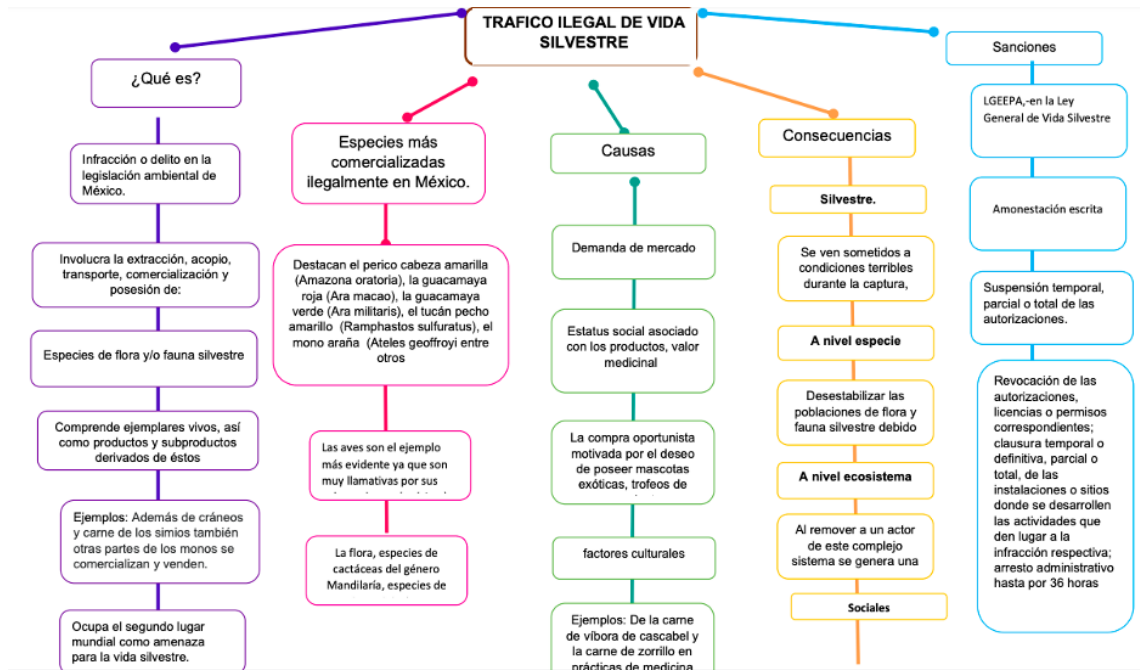 TRAFICO ILEGAL DE VIDA
SILVESTRE
¿Qué es?
Infracción o delito en la
legislación ambiental de
México.
Involucra la extracción, acopio,
transporte, comercialización y
posesión de:
Especies de flora y/o fauna silvestre
Comprende ejemplares vivos, así
como productos y subproductos
derivados de éstos
Ejemplos: Además de cráneos
y carne de los simios también
otras partes de los monos se
comercializan y venden.
Ocupa el segundo lugar
mundial como amenaza
para la vida silvestre.
Especies más
comercializadas
ilegalmente en México.
Destacan el perico cabeza amarilla
(Amazona oratoria), la guacamaya
roja (Ara macao), la guacamaya
verde (Ara militaris), el tucán pecho
amarillo (Ramphastos sulfuratus), el
mono araña (Ateles geoffroyi entre
otros
Las aves son el ejemplo
más evidente ya que son
muy llamativas por sus
La flora, especies de
cactáceas del género
Mandilaría, especies de
Causas
Demanda de mercado
Estatus social asociado
con los productos, valor
medicinal
La compra oportunista
motivada por el deseo
de poseer mascotas
exóticas, trofeos de
factores culturales
Ejemplos: De la carne
de víbora de cascabel y
la carne de zorrillo en
prácticas de medicina
Consecuencias
Silvestre.
Se ven sometidos a
condiciones terribles
durante la captura,
A nivel especie
Desestabilizar las
poblaciones de flora y
fauna silvestre debido
A nivel ecosistema
Al remover a un actor
de este complejo
sistema se genera una
Sociales
Sanciones
LGEEPA,-en la Ley
General de Vida Silvestre
Amonestación escrita
Suspensión temporal,
parcial o total de las
autorizaciones.
Revocación de las
autorizaciones,
licencias o permisos
correspondientes;
clausura temporal o
definitiva, parcial o
total, de las
instalaciones o sitios
donde se desarrollen
las actividades que
den lugar a la
infracción respectiva;
arresto administrativo
hasta por 36 horas